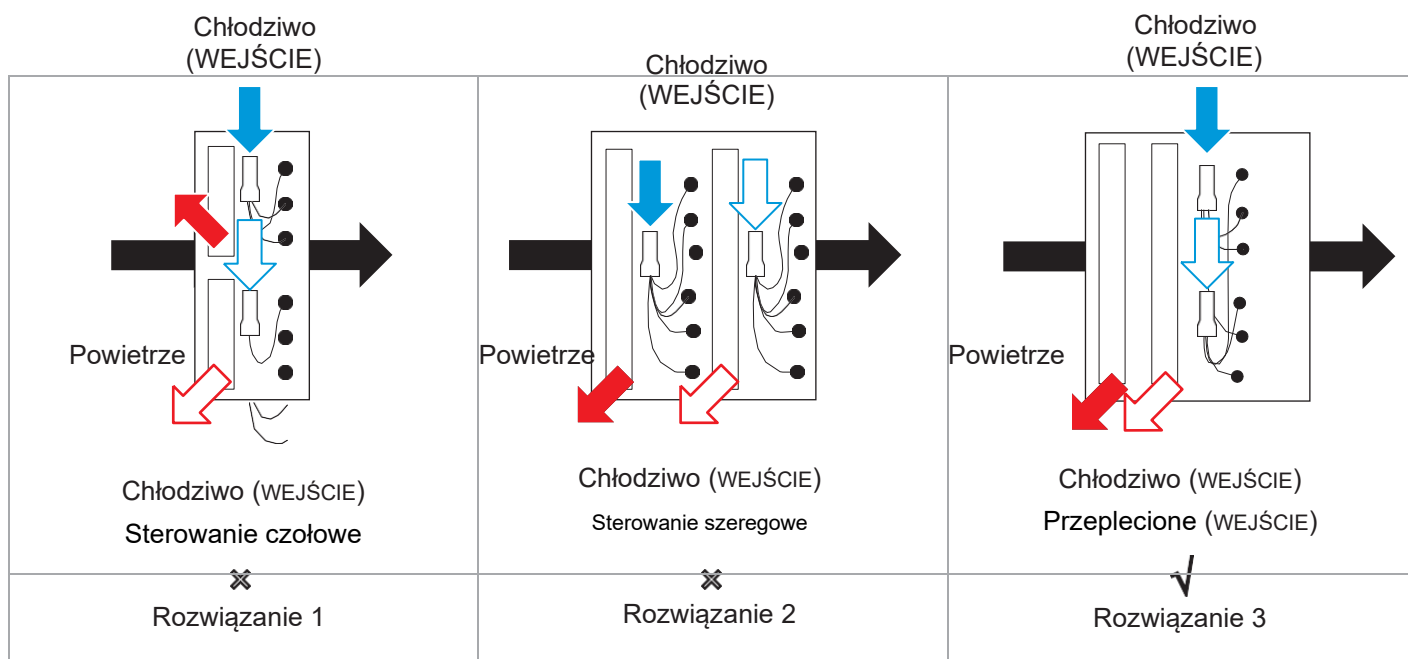 Chłodziwo
(WEJŚCIE)
Chłodziwo
(WEJŚCIE)
Chłodziwo
(WEJŚCIE)
Powietrze
Powietrze
Powietrze
Chłodziwo (WEJŚCIE)
Sterowanie czołowe
Chłodziwo (WEJŚCIE)
Sterowanie szeregowe
Chłodziwo (WEJŚCIE)
Przeplecione (WEJŚCIE)
Rozwiązanie 1
Rozwiązanie 2
Rozwiązanie 3